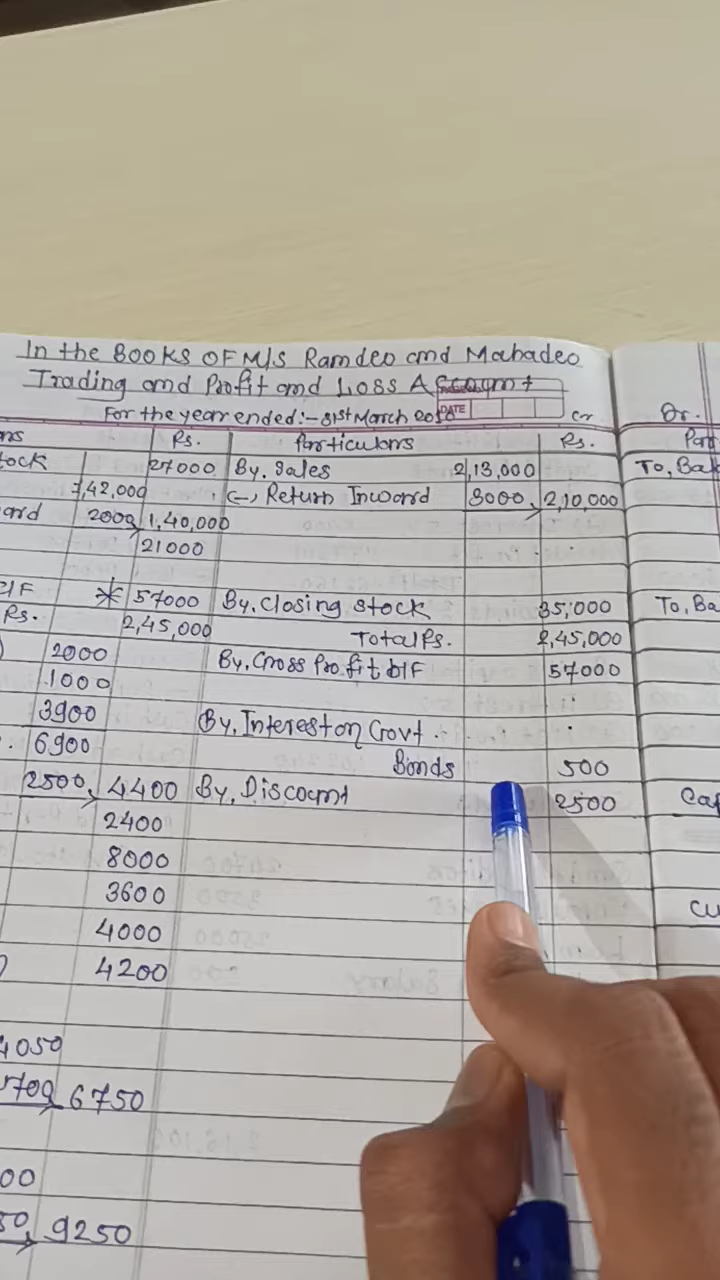 In the Books OF M/s Ramdeo and Mahadeo
Trading and Profit and Loss Account
For the year ended:- 31st March
DATE
Cr
Dr.
Rs. Particulars Rs.
tock 27000 By. Sales 2,13,000 To, Ba
1,42,000 (-) Return Inward 3000 2,10,000
ard 2000 1,40,000
21000
* 57000 By. Closing stock 35,000 To, Ba
Rs. 2,45,000 Total Rs. 2,45,000
2000 By. Gross Profit b/F 57000
1000
3900 By. Interest on Govt.
6900 Bonds 500
2500 4400 By, Discount 2500
2400
8000
3600 Cu
4000
4200
4050
6750
00
50 9250